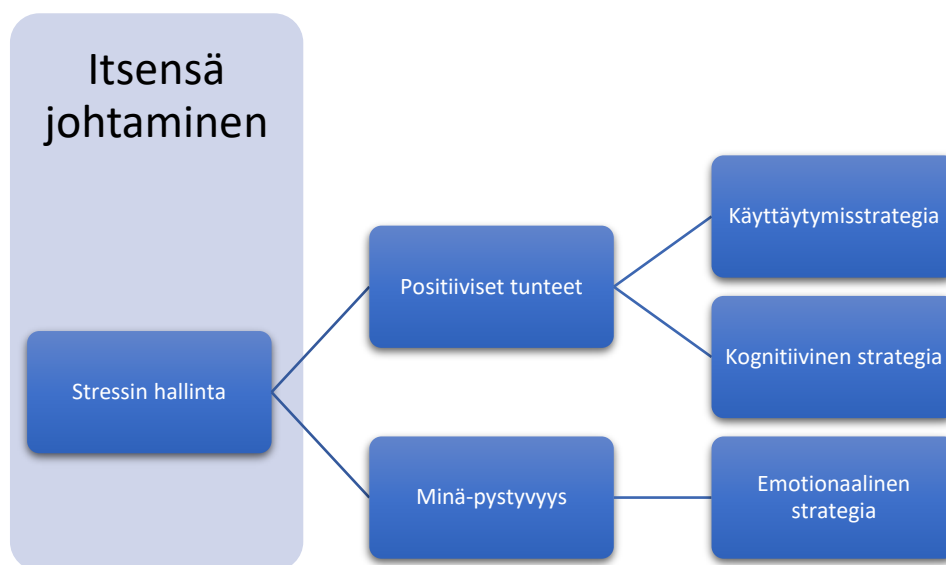 Itsensä
johtaminen
Stressin hallinta
Positiiviset tunteet
Minä-pystyvyys
Käyttäytymisstrategia
Kognitiivinen strategia
Emotionaalinen
strategia